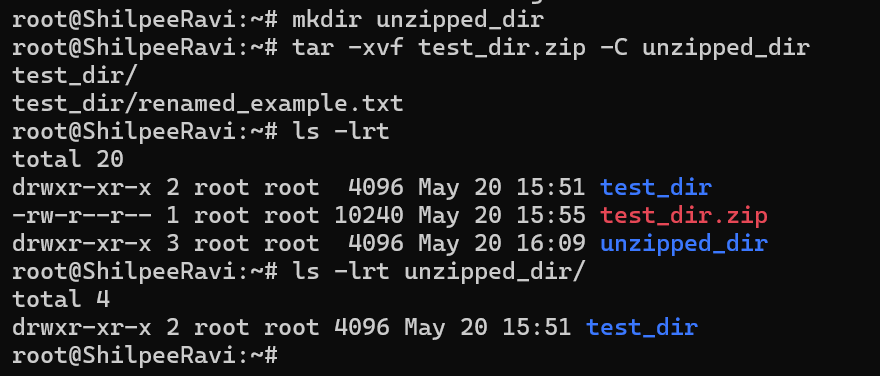 root@ShilpeeRavi:~# mkdir unzipped_dir
root@ShilpeeRavi:~# tar -xvf test_dir.zip -C unzipped_dir
test_dir/
test_dir/renamed_example.txt
root@ShilpeeRavi:~# ls -lrt
total 20
drwxr-xr-x 2 root root  4096 May 20 15:51 test_dir
-rw-r--r-- 1 root root 10240 May 20 15:55 test_dir.zip
drwxr-xr-x 3 root root  4096 May 20 16:09 unzipped_dir
root@ShilpeeRavi:~# ls -lrt unzipped_dir/
total 4
drwxr-xr-x 2 root root 4096 May 20 15:51 test_dir
root@ShilpeeRavi:~#